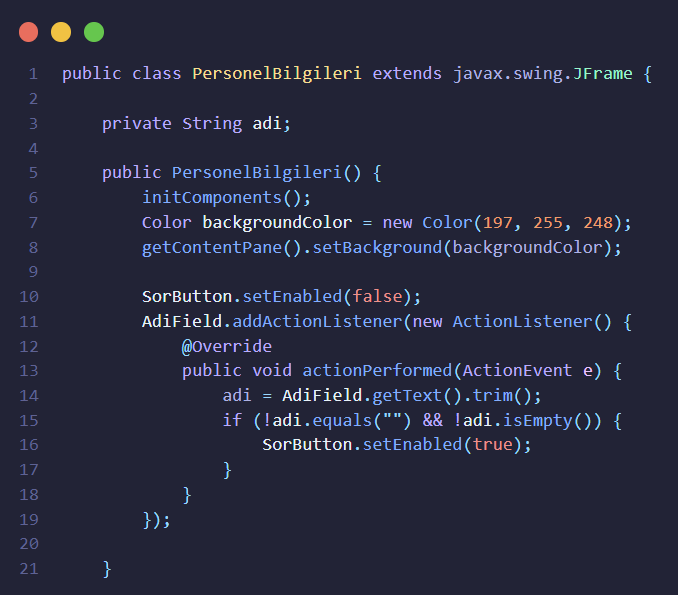 1 public class PersonelBilgileri extends javax.swing.JFrame {
2
3     private String adi;
4
5     public PersonelBilgileri() {
6         initComponents();
7         Color backgroundColor = new Color(197, 255, 248);
8         getContentPane().setBackground(backgroundColor);
9
10         SorButton.setEnabled(false);
11         AdiField.addActionListener(new ActionListener() {
12             @Override
13             public void actionPerformed(ActionEvent e) {
14                 adi = AdiField.getText().trim();
15                 if (!adi.equals("") && !adi.isEmpty()) {
16                     SorButton.setEnabled(true);
17                 }
18             }
19         });
20
21     }